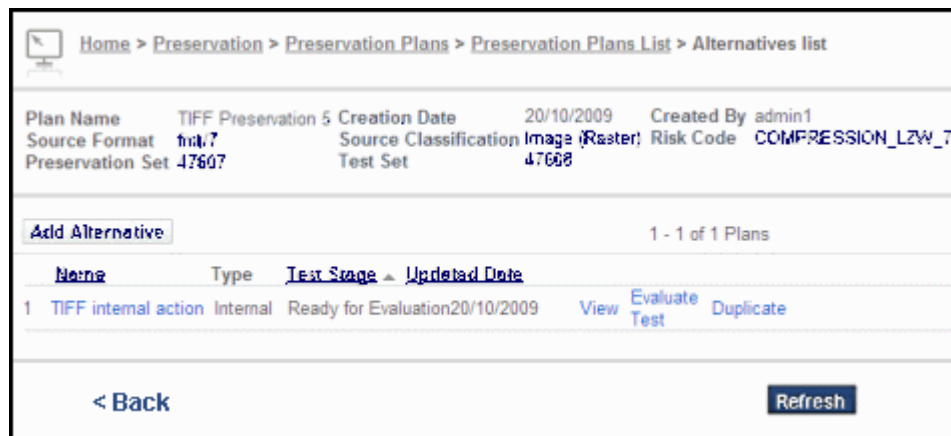 Home > Preservation > Preservation Plans > Preservation Plans List > Alternatives list
Plan Name TIFF Preservation 5 Creation Date 20/10/2009 Created By admin1
Source Format fmt/7 Source Classification Image (Raster) Risk Code COMPRESSION_LZW_7
Preservation Set 47607 Test Set 47608
Add Alternative 1 - 1 of 1 Plans
Name Type Test Stage Updated Date
1 TIFF internal action Internal Ready for Evaluation20/10/2009 View Evaluate Test Duplicate
< Back Refresh